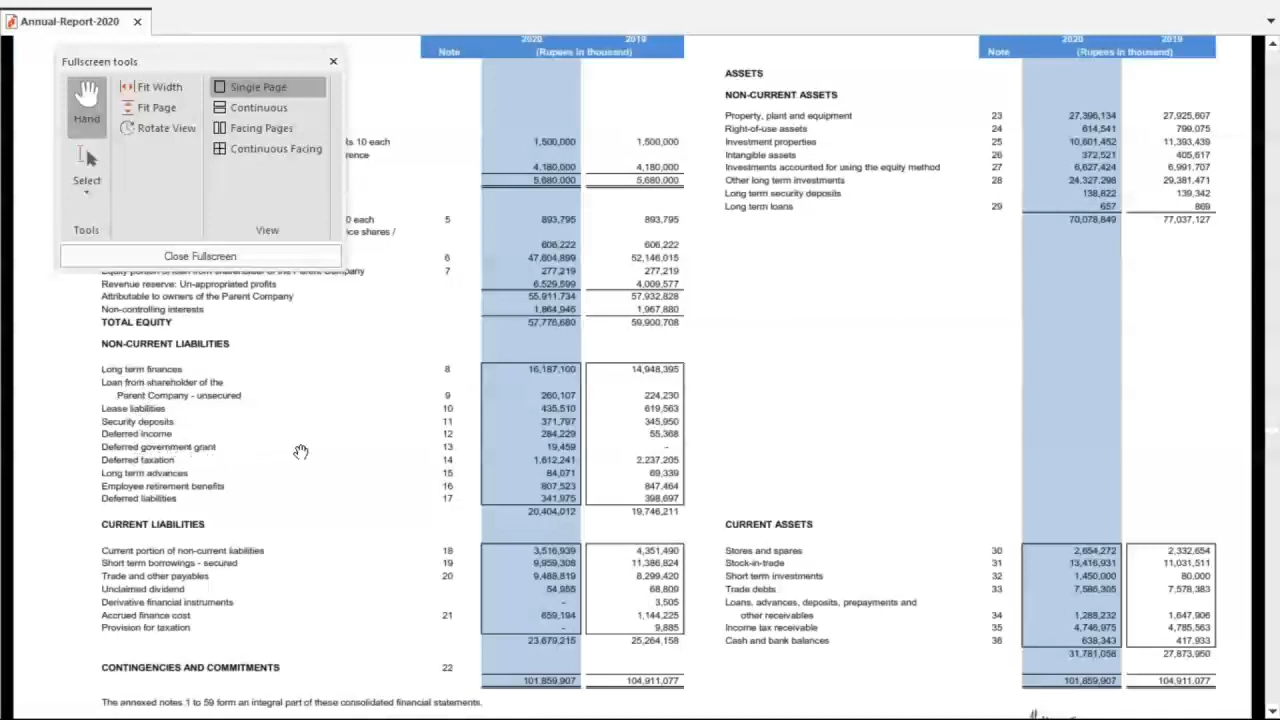 Annual-Report-2020
Fullscreen tools
Hand
Select
Tools
Fit Width
Fit Page
Rotate View
Single Page
Continuous
Facing Pages
Continuous Facing
View
Close Fullscreen
2020 2019
Note (Rupees in thousand)
10 each 1,500,000 1,500,000
4,180,000 4,180,000
5,680,000 5,680,000
0 each 5 893,795 893,795
shares /
606,222 606,222
6 47,604,899 52,146,015
Equity portion of loan from shareholder of the Parent Company 7 277,219 277,219
Revenue reserve: Un-appropriated profits 6,529,599 4,009,577
Attributable to owners of the Parent Company 55,911,734 57,932,828
Non-controlling interests 1,864,946 1,967,880
TOTAL EQUITY 57,776,680 59,900,708
NON-CURRENT LIABILITIES
Long term finances 8 16,187,100 14,948,395
Loan from shareholder of the
Parent Company - unsecured 9 260,107 224,230
Lease liabilities 10 435,510 619,563
Security deposits 11 371,797 345,950
Deferred income 12 284,229 55,368
Deferred government grant 13 19,459 -
Deferred taxation 14 1,612,241 2,237,205
Long term advances 15 84,071 69,339
Employee retirement benefits 16 807,523 847,464
Deferred liabilities 17 341,975 398,697
20,404,012 19,746,211
CURRENT LIABILITIES
Current portion of non-current liabilities 18 3,516,939 4,351,490
Short term borrowings - secured 19 9,959,308 11,386,824
Trade and other payables 20 9,488,819 8,299,420
Unclaimed dividend 54,955 68,809
Derivative financial instruments - 3,505
Accrued finance cost 21 659,194 1,144,225
Provision for taxation - 9,885
23,679,215 25,264,158
CONTINGENCIES AND COMMITMENTS 22
101,859,907 104,911,077
The annexed notes 1 to 59 form an integral part of these consolidated financial statements.
2020 2019
Note (Rupees in thousand)
ASSETS
NON-CURRENT ASSETS
Property, plant and equipment 23 27,396,134 27,925,607
Right-of-use assets 24 614,541 799,075
Investment properties 25 10,601,452 11,393,439
Intangible assets 26 372,521 405,617
Investments accounted for using the equity method 27 6,627,424 6,991,707
Other long term investments 28 24,327,298 29,381,471
Long term security deposits 138,822 139,342
Long term loans 29 657 869
70,078,849 77,037,127
CURRENT ASSETS
Stores and spares 30 2,654,272 2,332,654
Stock-in-trade 31 13,416,931 11,031,511
Short term investments 32 1,450,000 80,000
Trade debts 33 7,586,305 7,578,383
Loans, advances, deposits, prepayments and
other receivables 34 1,288,232 1,647,906
Income tax receivable 35 4,746,975 4,785,563
Cash and bank balances 36 638,343 417,933
31,781,058 27,873,950
101,859,907 104,911,077